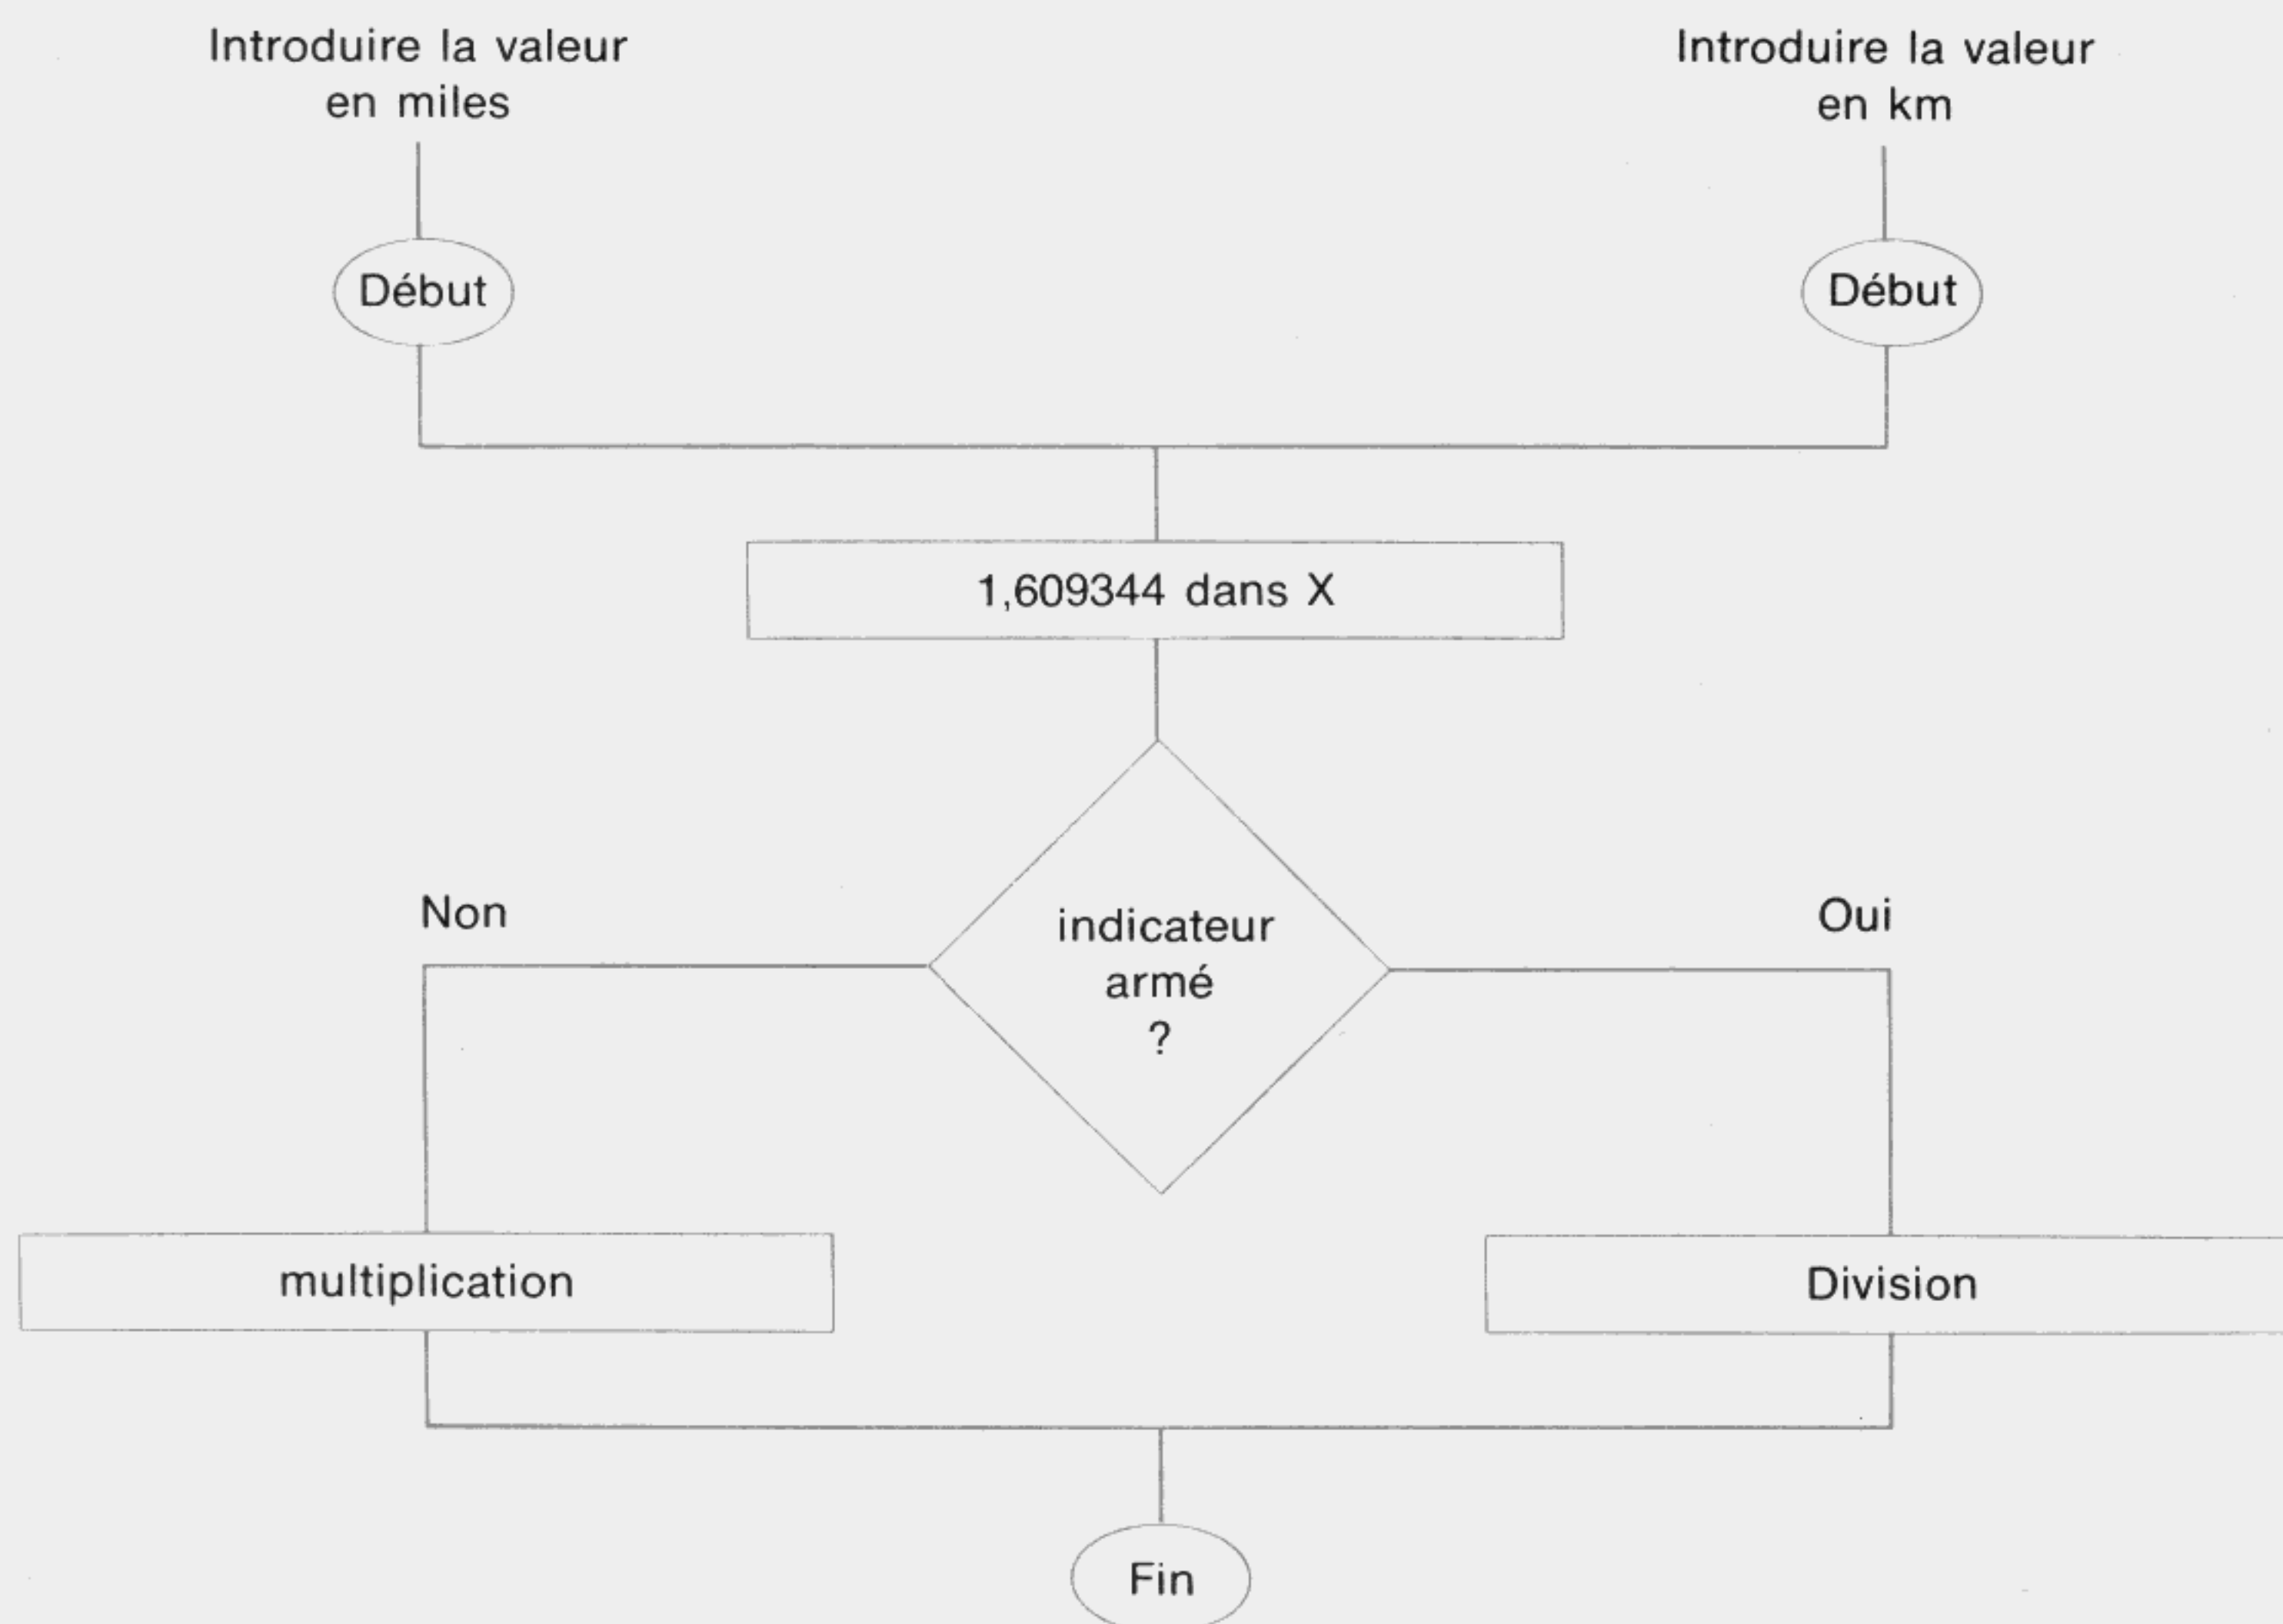 Introduire la valeur
en miles
Introduire la valeur
en km
Début
Début
1,609344 dans X
Non
indicateur
armé
?
Oui
multiplication
Division
Fin